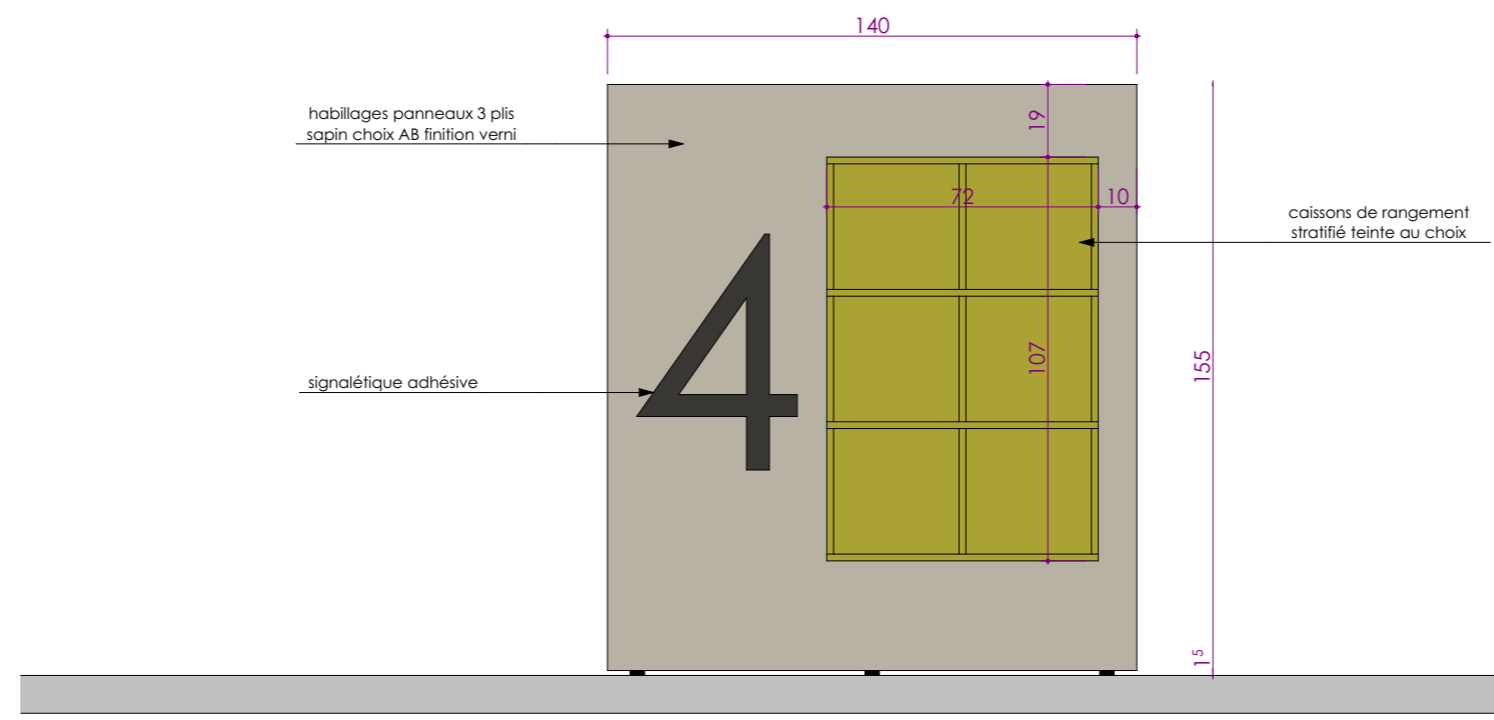 140
habillages panneaux 3 plis
sapin choix AB finition verni
19
72
10
caissons de rangement
stratifié teinte au choix
4
107
155
signalétique adhésive
1⁵